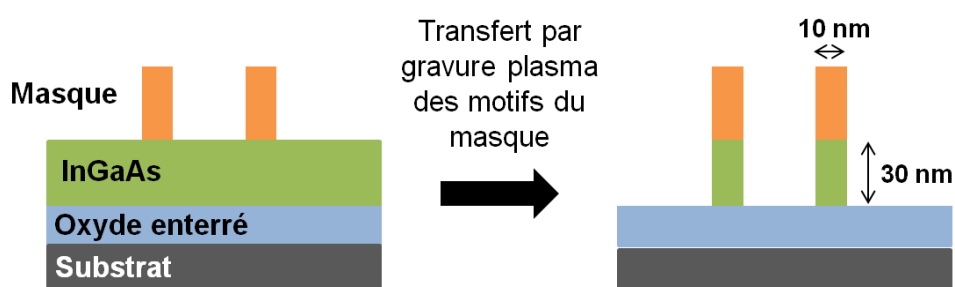 Masque
InGaAs
Oxyde enterré
Substrat
Transfert par
gravure plasma
des motifs du
masque
10 nm
30 nm